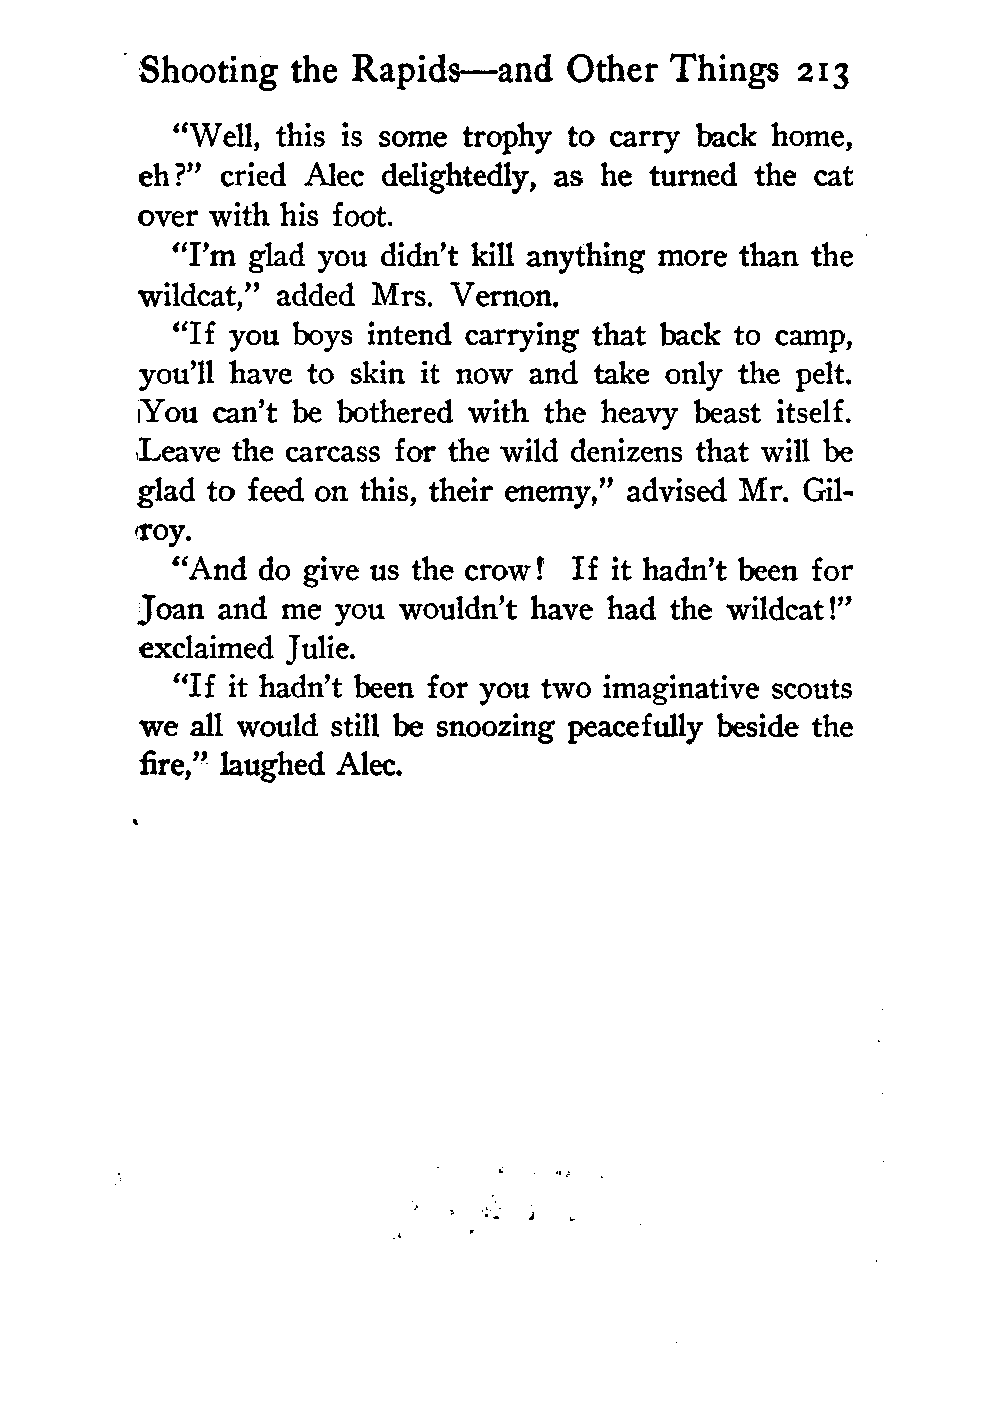 Shooting the Rapids—and Other Things 213
“Well, this is some trophy to carry back home,
eh?” cried Alec delightedly, as he turned the cat
over with his foot.
“I’m glad you didn’t kill anything more than the
wildcat,” added Mrs. Vernon.
“If you boys intend carrying that back to camp,
you’ll have to skin it now and take only the pelt.
You can’t be bothered with the heavy beast itself.
Leave the carcass for the wild denizens that will be
glad to feed on this, their enemy,” advised Mr. Gil-
roy.
“And do give us the crow! If it hadn’t been for
Joan and me you wouldn’t have had the wildcat!”
exclaimed Julie.
“If it hadn’t been for you two imaginative scouts
we all would still be snoozing peacefully beside the
fire,” laughed Alec.